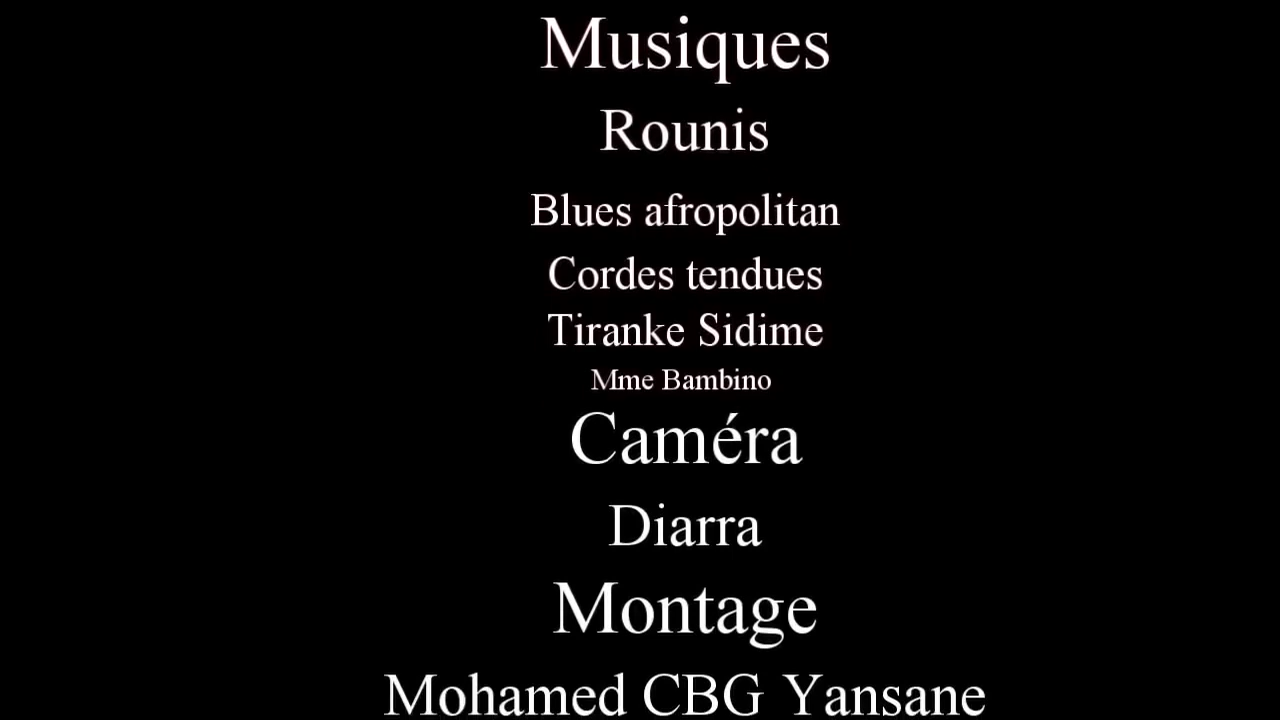 Musiques
Rounis
Blues afropolitan
Cordes tendues
Tiranke Sidime
Mme Bambino
Caméra
Diarra
Montage
Mohamed CBG Yansane